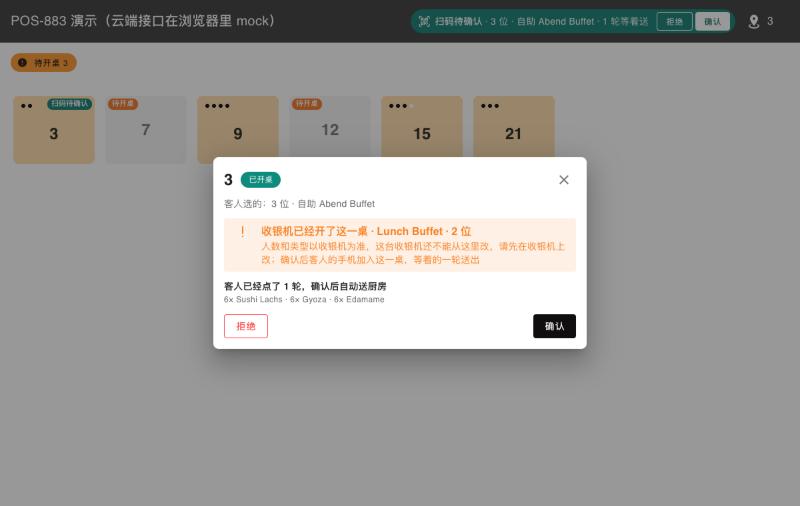 POS-883 演示（云端接口在浏览器里 mock）
扫码待确认 · 3 位 · 自助 Abend Buffet · 1 轮等着送
拒绝
确认
3
待开桌 3
扫码待确认
3
待开桌
7
9
待开桌
12
15
21
3
已开桌
客人选的：3 位 · 自助 Abend Buffet
收银机已经开了这一桌 · Lunch Buffet · 2 位
人数和类型以收银机为准，这台收银机还不能从这里改，请先在收银机上
改；确认后客人的手机加入这一桌，等着的一轮送出
客人已经点了 1 轮，确认后自动送厨房
6× Sushi Lachs · 6× Gyoza · 6× Edamame
拒绝
确认